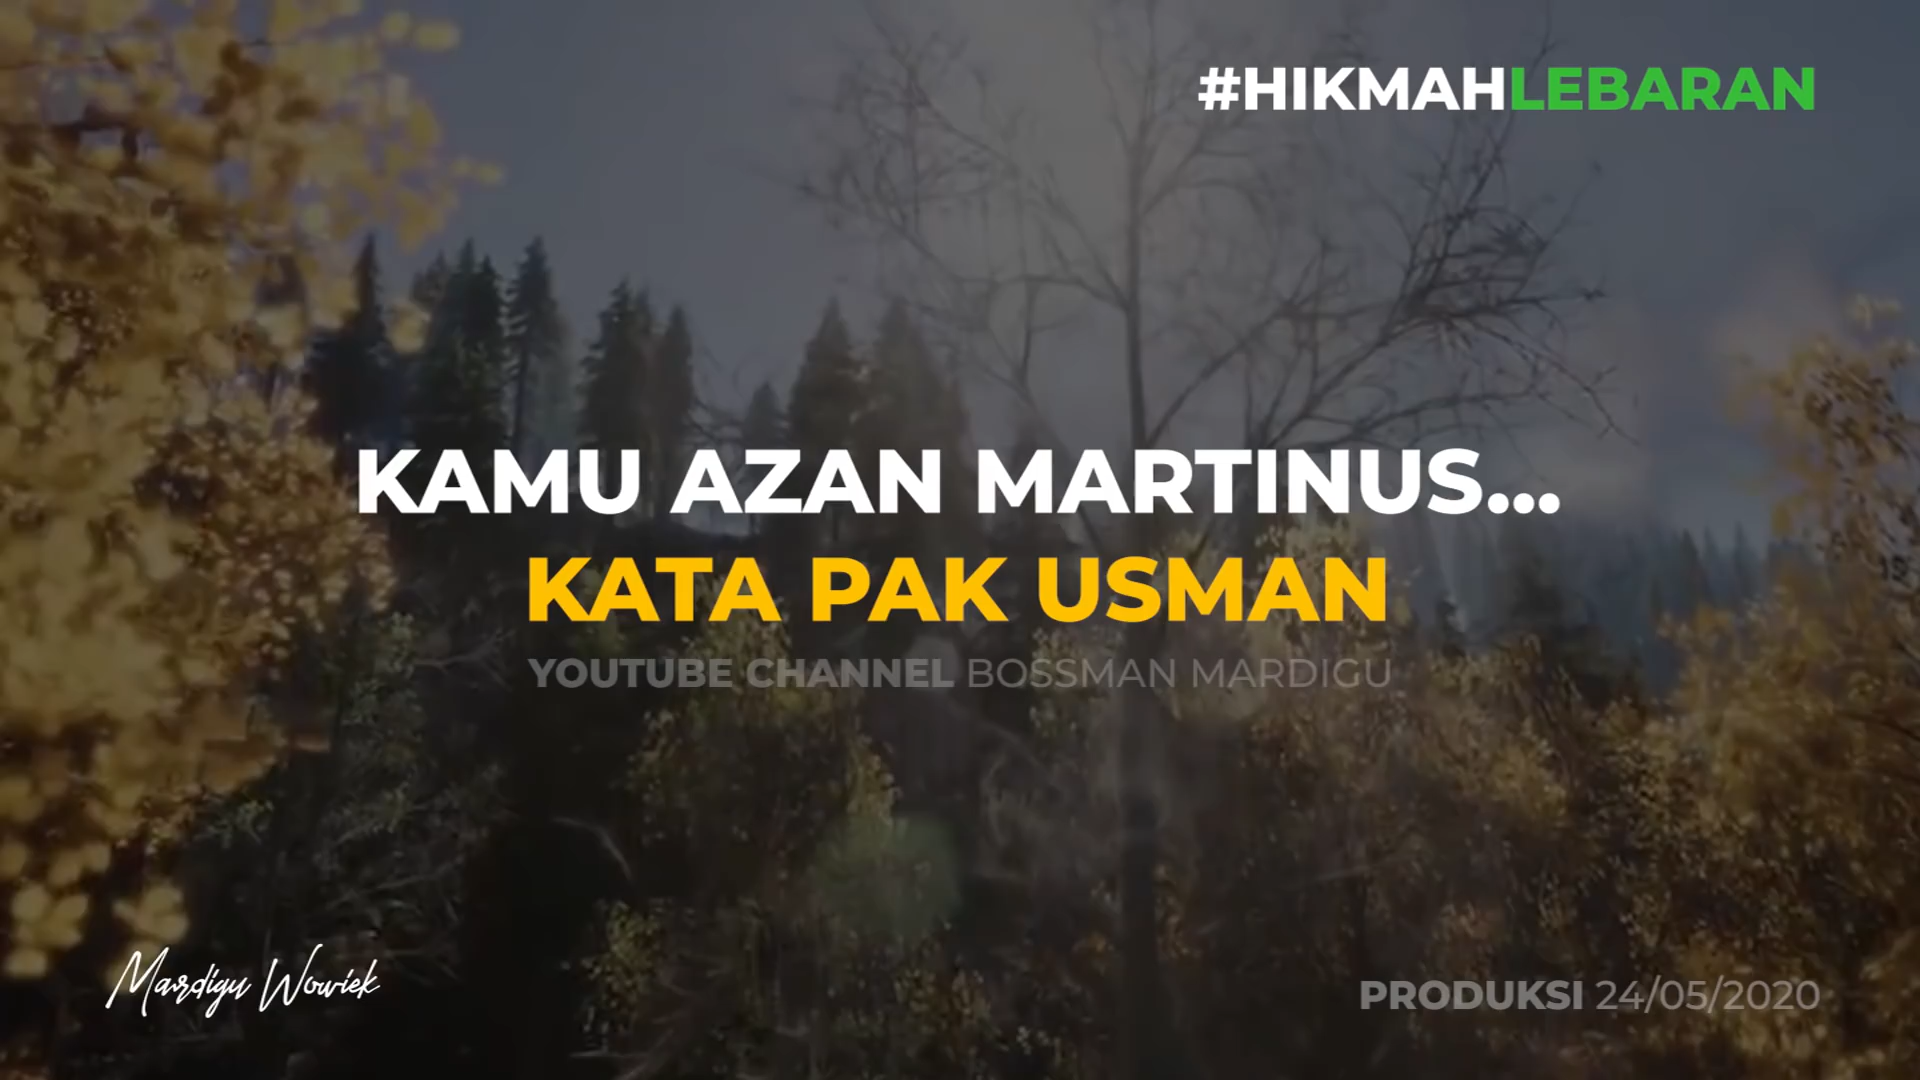 #HIKMAHLEBARAN
KAMU AZAN MARTINUS...
KATA PAK USMAN
YOUTUBE CHANNEL BOSSMAN MARDIGU
Mardigu Wowiek
PRODUKSI 24/05/2020